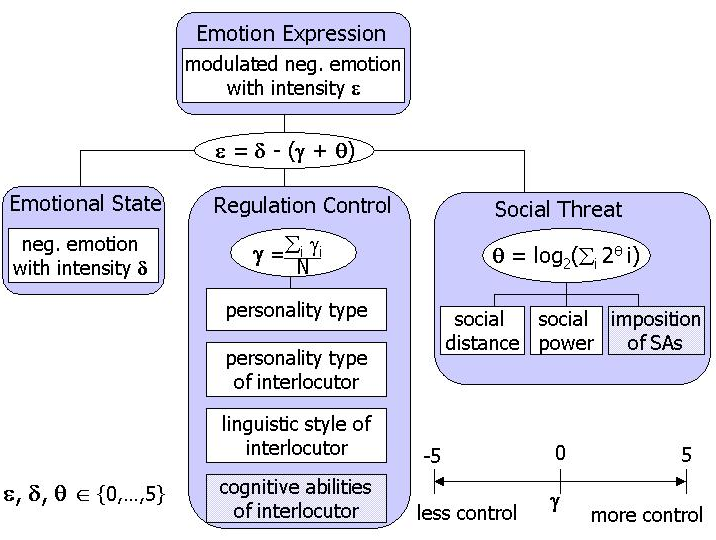 Emotion Expression
modulated neg. emotion
with intensity ε
ε = δ - (γ + θ)
Emotional State
neg. emotion
with intensity δ
Regulation Control
γ = Σi γi
N
personality type
personality type
of interlocutor
linguistic style of
interlocutor
cognitive abilities
of interlocutor
Social Threat
θ = log2(Σi 2^θ i)
social
distance
social
power
imposition
of SAs
ε, δ, θ ∈ {0,...,5}
-5
0
5
γ
less control
more control